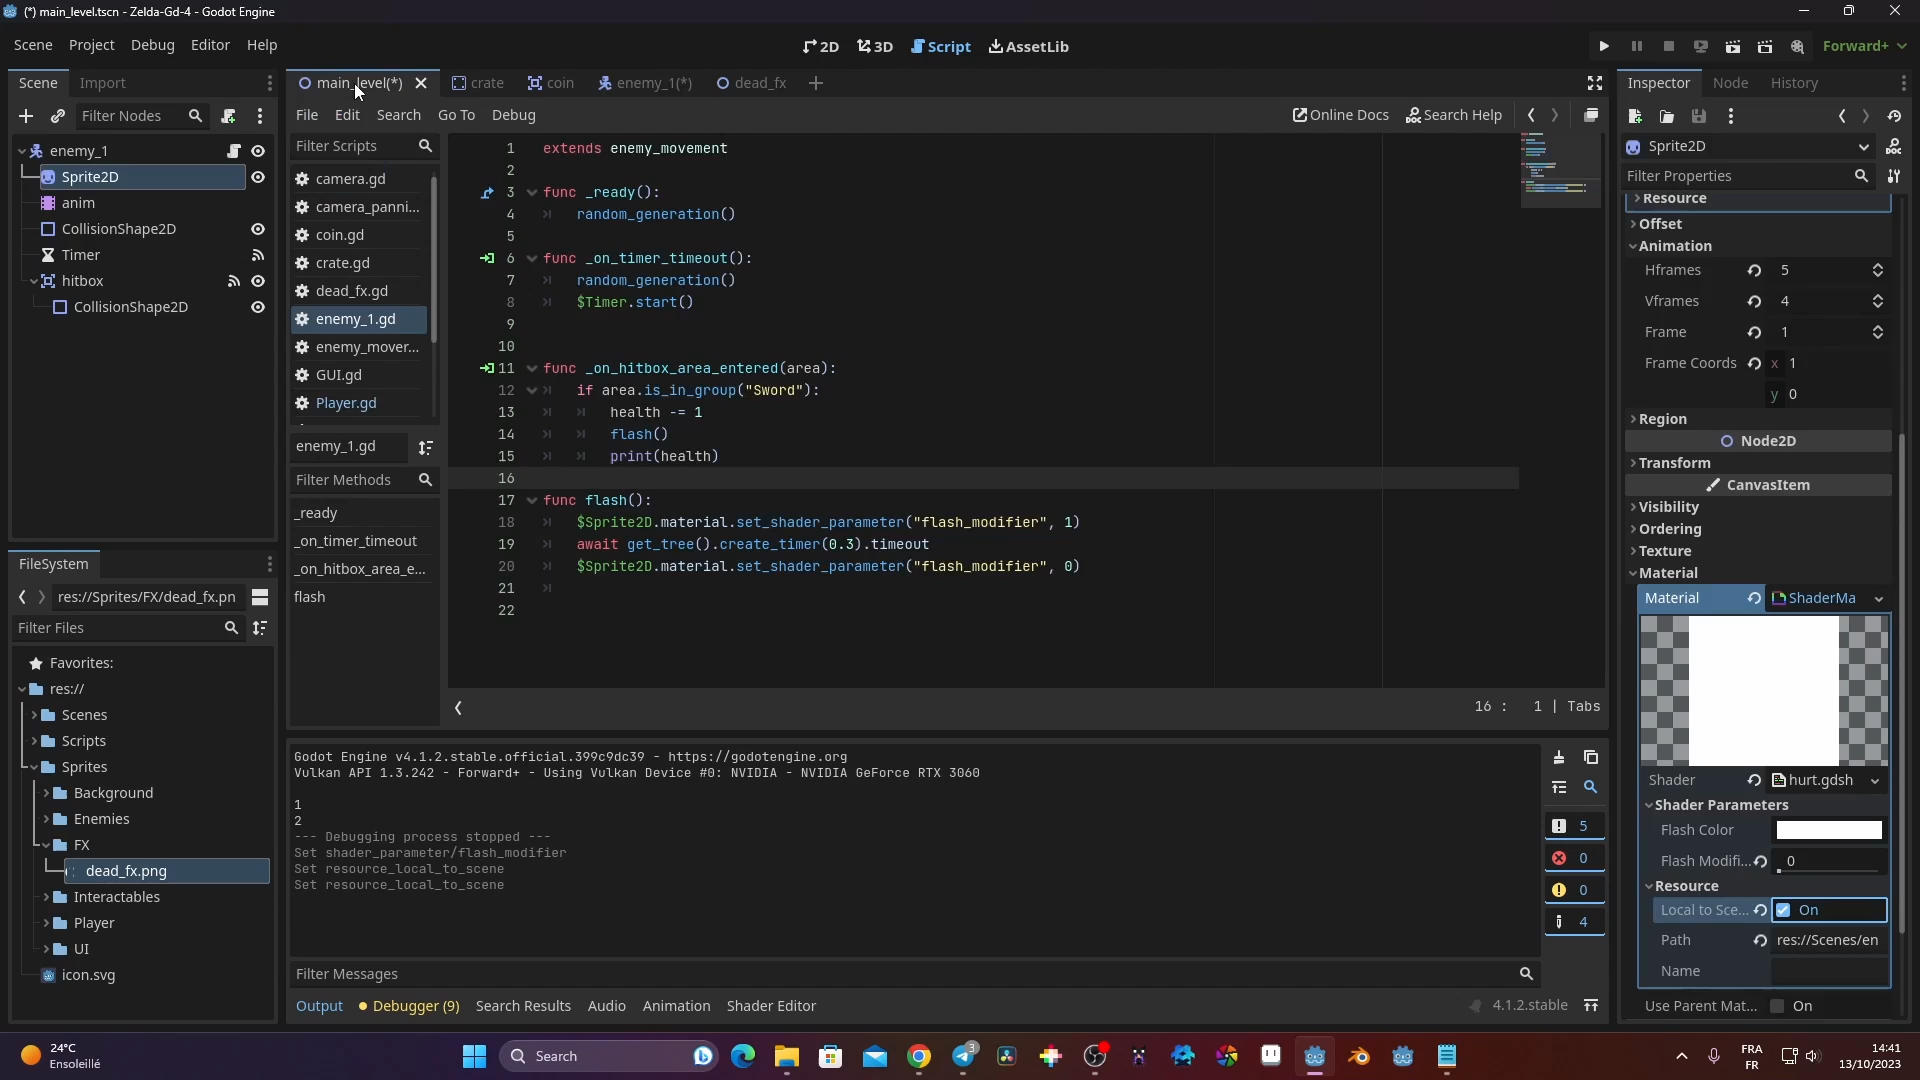 (*) main_level.tscn - Zelda-Gd-4 - Godot Engine
Scene Project Debug Editor Help
2D 3D Script AssetLib
Forward+
Scene Import
main_level(*) crate coin enemy_1(*) dead_fx
Inspector Node History
Filter Nodes
File Edit Search Go To Debug
Online Docs Search Help
enemy_1
Sprite2D
anim
CollisionShape2D
Timer
hitbox
CollisionShape2D
Filter Scripts
camera.gd
camera_panni...
coin.gd
crate.gd
dead_fx.gd
enemy_1.gd
enemy_mover...
GUI.gd
Player.gd
enemy_1.gd
Filter Methods
_ready
_on_timer_timeout
_on_hitbox_area_e...
flash
1 extends enemy_movement
2
3 func _ready():
4 random_generation()
5
6 func _on_timer_timeout():
7 random_generation()
8 $Timer.start()
9
10
11 func _on_hitbox_area_entered(area):
12 if area.is_in_group("Sword"):
13 health -= 1
14 flash()
15 print(health)
16
17 func flash():
18 $Sprite2D.material.set_shader_parameter("flash_modifier", 1)
19 await get_tree().create_timer(0.3).timeout
20 $Sprite2D.material.set_shader_parameter("flash_modifier", 0)
21
22
16 : 1 | Tabs
FileSystem
res://Sprites/FX/dead_fx.pn
Filter Files
Favorites:
res://
Scenes
Scripts
Sprites
Background
Enemies
FX
dead_fx.png
Interactables
Player
UI
icon.svg
Godot Engine v4.1.2.stable.official.399c9dc39 - https://godotengine.org
Vulkan API 1.3.242 - Forward+ - Using Vulkan Device #0: NVIDIA - NVIDIA GeForce RTX 3060
1
2
--- Debugging process stopped ---
Set shader_parameter/flash_modifier
Set resource_local_to_scene
Set resource_local_to_scene
5
0
0
4
Filter Messages
Output Debugger (9) Search Results Audio Animation Shader Editor
4.1.2.stable
Sprite2D
Filter Properties
Resource
Offset
Animation
Hframes 5
Vframes 4
Frame 1
Frame Coords x 1
y 0
Region
Node2D
Transform
CanvasItem
Visibility
Ordering
Texture
Material
Material ShaderMa
Shader hurt.gdsh
Shader Parameters
Flash Color
Flash Modifi... 0
Resource
Local to Sce... On
Path res://Scenes/en
Name
Use Parent Mat... On
24°C
Ensoleillé
Search
3
FRA
FR
14:41
13/10/2023